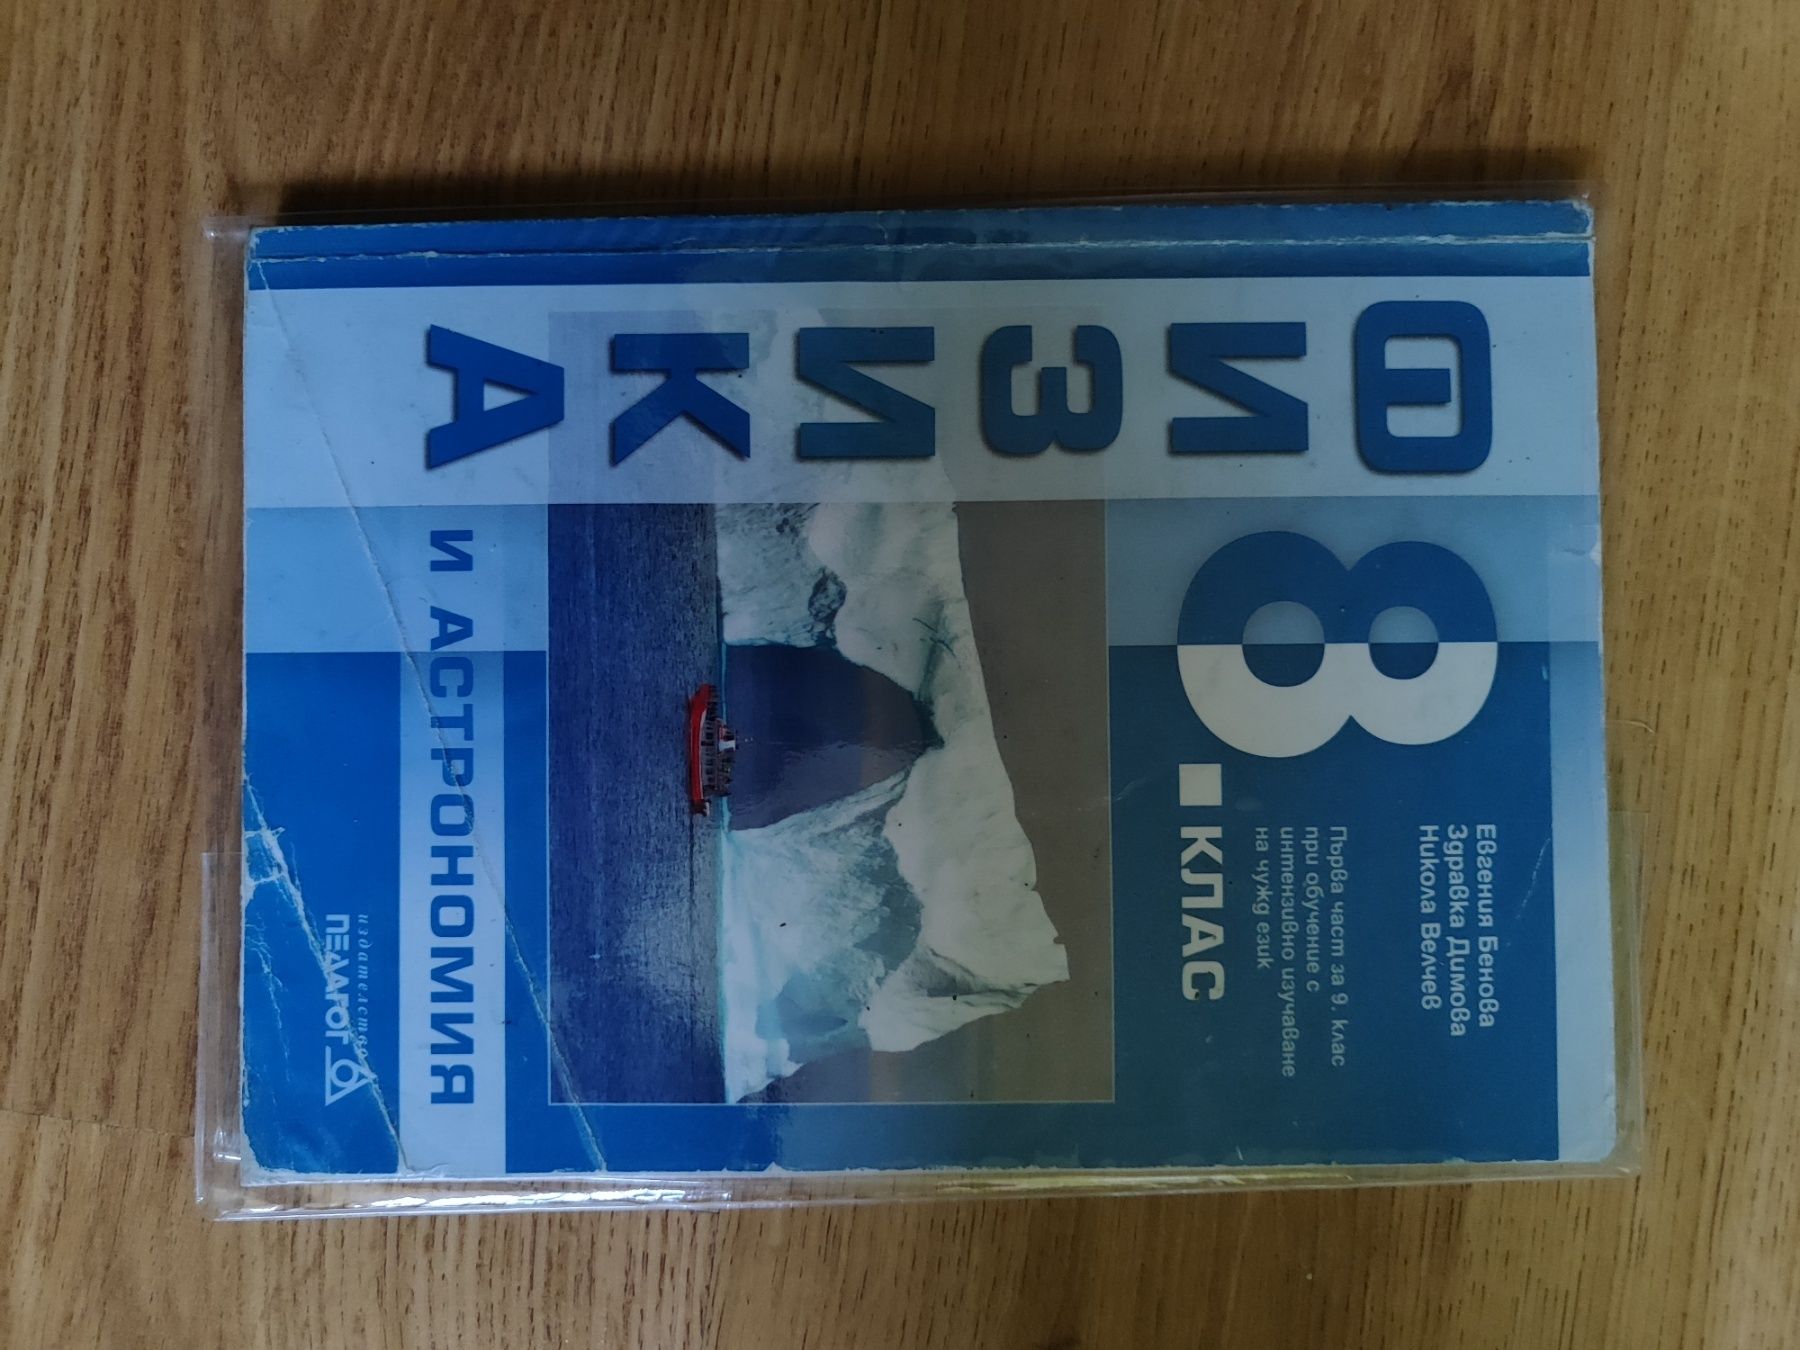 Евгения Бенова
Здравка Димова
Никола Велчев
Първа част за 9. клас
при обучение с
интензивно изучаване
на чужд език
8 КЛАС
ФИЗИКА
И АСТРОНОМИЯ
издателство
ПЕДАГОГ